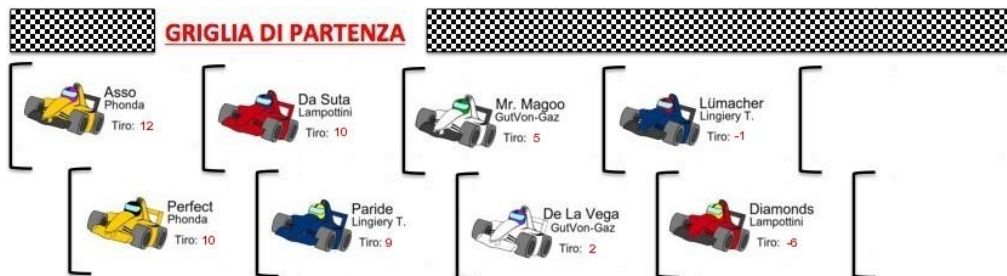 GRIGLIA DI PARTENZA
Asso
Phonda
Tiro: 12
Da Suta
Lampottini
Tiro: 10
Mr. Magoo
GutVon-Gaz
Tiro: 5
Lümacher
Lingiery T.
Tiro: -1
Perfect
Phonda
Tiro: 10
Paride
Lingiery T.
Tiro: 9
De La Vega
GutVon-Gaz
Tiro: 2
Diamonds
Lampottini
Tiro: -6